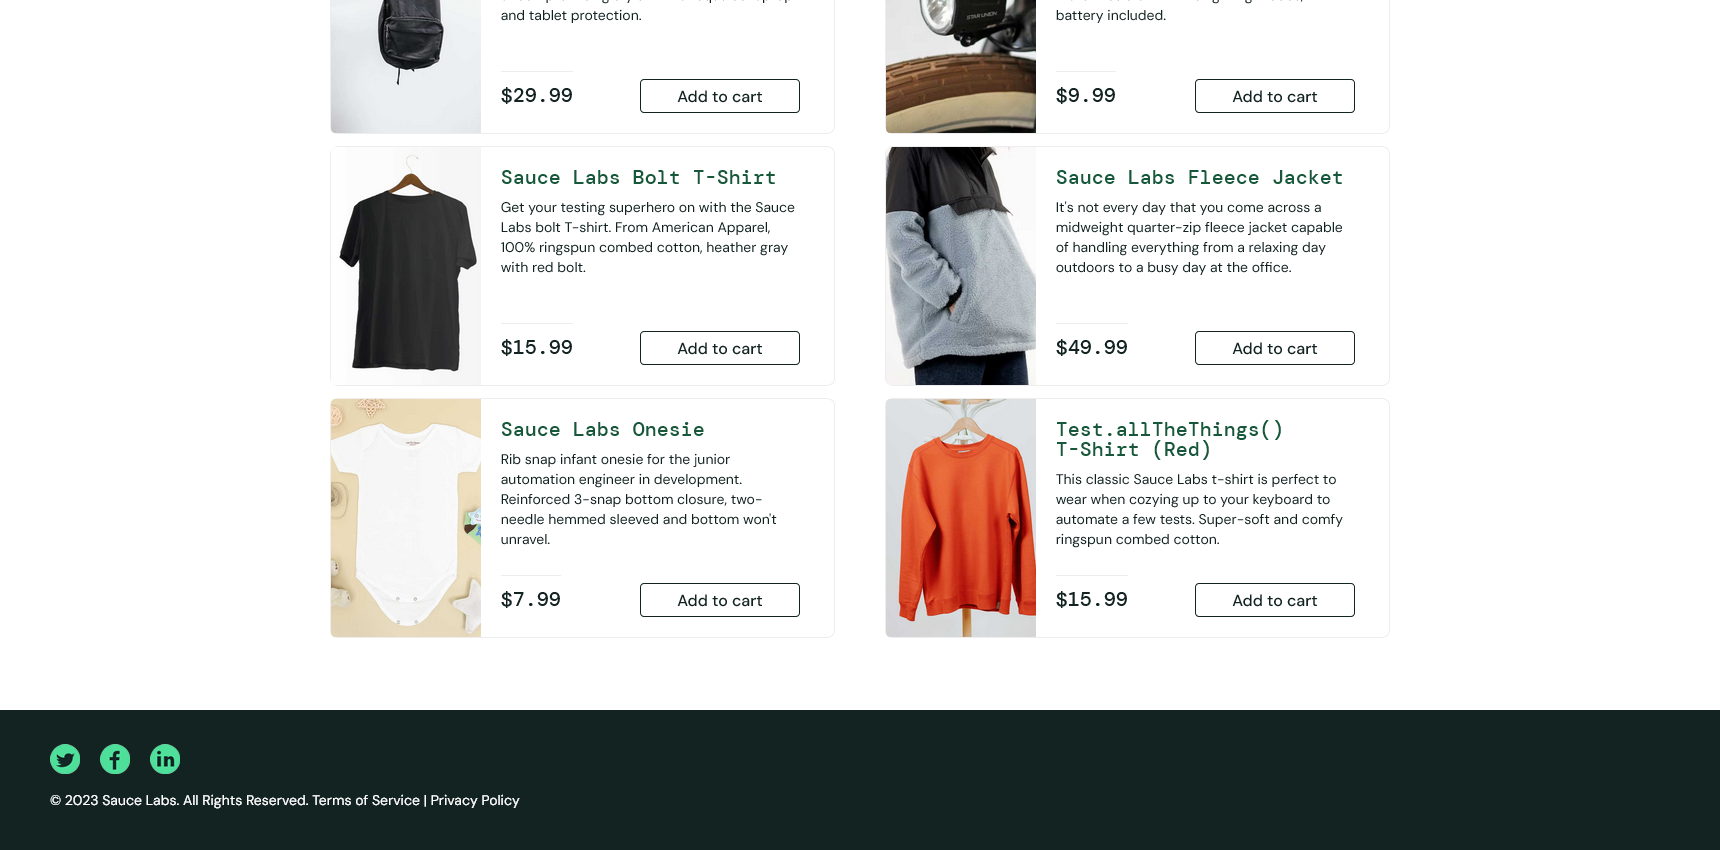 and tablet protection.
$29.99
Add to cart
battery included.
$9.99
Add to cart
Sauce Labs Bolt T-Shirt
Get your testing superhero on with the Sauce
Labs bolt T-shirt. From American Apparel,
100% ringspun combed cotton, heather gray
with red bolt.
$15.99
Add to cart
Sauce Labs Fleece Jacket
It's not every day that you come across a
midweight quarter-zip fleece jacket capable
of handling everything from a relaxing day
outdoors to a busy day at the office.
$49.99
Add to cart
Sauce Labs Onesie
Rib snap infant onesie for the junior
automation engineer in development.
Reinforced 3-snap bottom closure, two-
needle hemmed sleeved and bottom won't
unravel.
$7.99
Add to cart
Test.allTheThings()
T-Shirt (Red)
This classic Sauce Labs t-shirt is perfect to
wear when cozying up to your keyboard to
automate a few tests. Super-soft and comfy
ringspun combed cotton.
$15.99
Add to cart
© 2023 Sauce Labs. All Rights Reserved. Terms of Service | Privacy Policy